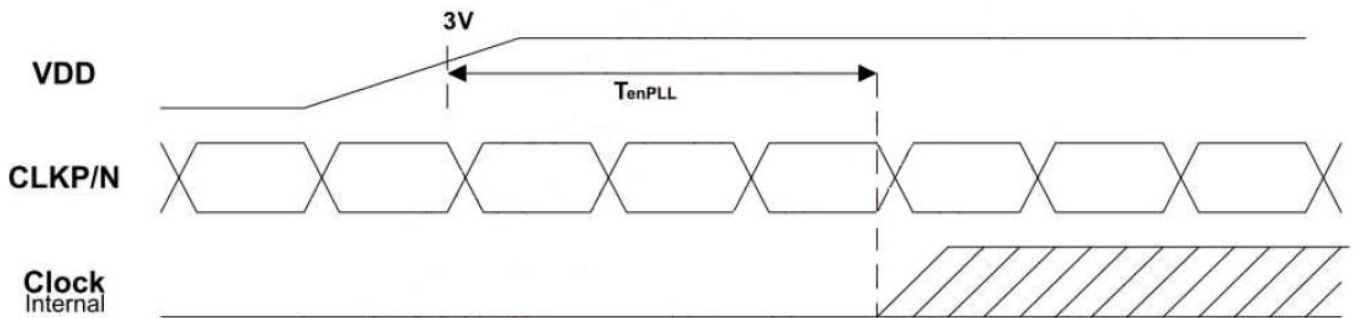 3V
VDD
TenPLL
CLKP/N
Clock
Internal